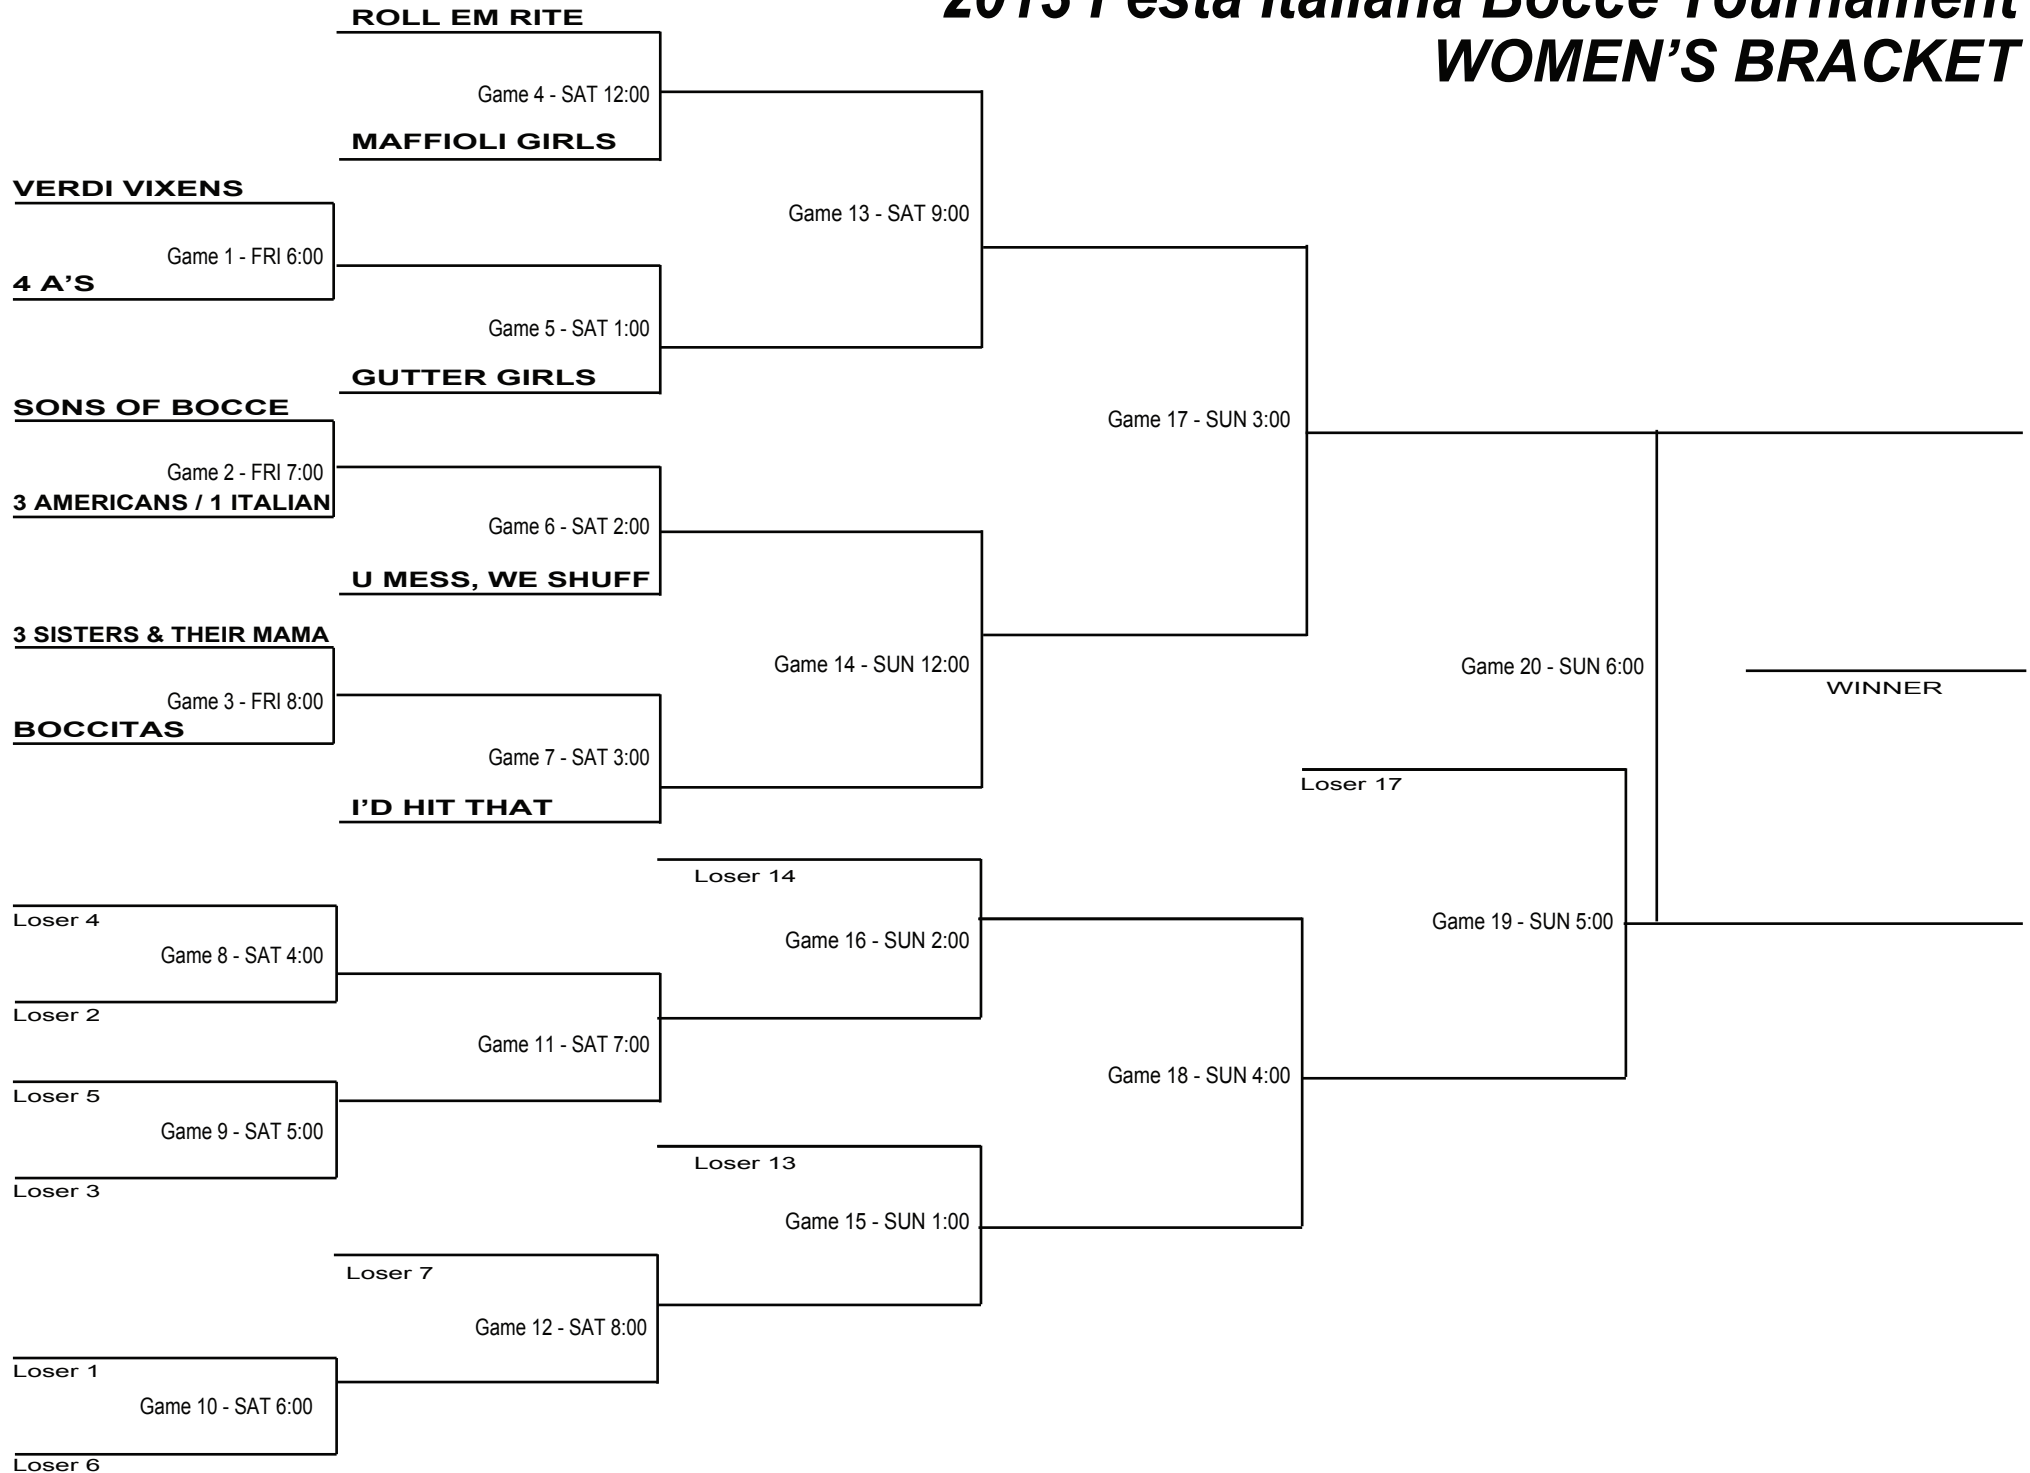 2013 Festa Italiana Bocce Tournament
WOMEN’S BRACKET
ROLL EM RITE
Game 4 - SAT 12:00
MAFFIOLI GIRLS
VERDI VIXENS
Game 1 - FRI 6:00
4 A’S
Game 13 - SAT 9:00
Game 5 - SAT 1:00
GUTTER GIRLS
SONS OF BOCCE
Game 2 - FRI 7:00
3 AMERICANS / 1 ITALIAN
Game 17 - SUN 3:00
Game 6 - SAT 2:00
U MESS, WE SHUFF
3 SISTERS & THEIR MAMA
Game 3 - FRI 8:00
BOCCITAS
Game 14 - SUN 12:00
Game 20 - SUN 6:00
WINNER
Game 7 - SAT 3:00
I’D HIT THAT
Loser 17
Loser 14
Loser 4
Game 8 - SAT 4:00
Loser 2
Game 16 - SUN 2:00
Game 19 - SUN 5:00
Game 11 - SAT 7:00
Loser 5
Game 9 - SAT 5:00
Loser 3
Game 18 - SUN 4:00
Loser 13
Game 15 - SUN 1:00
Loser 7
Game 12 - SAT 8:00
Loser 1
Game 10 - SAT 6:00
Loser 6